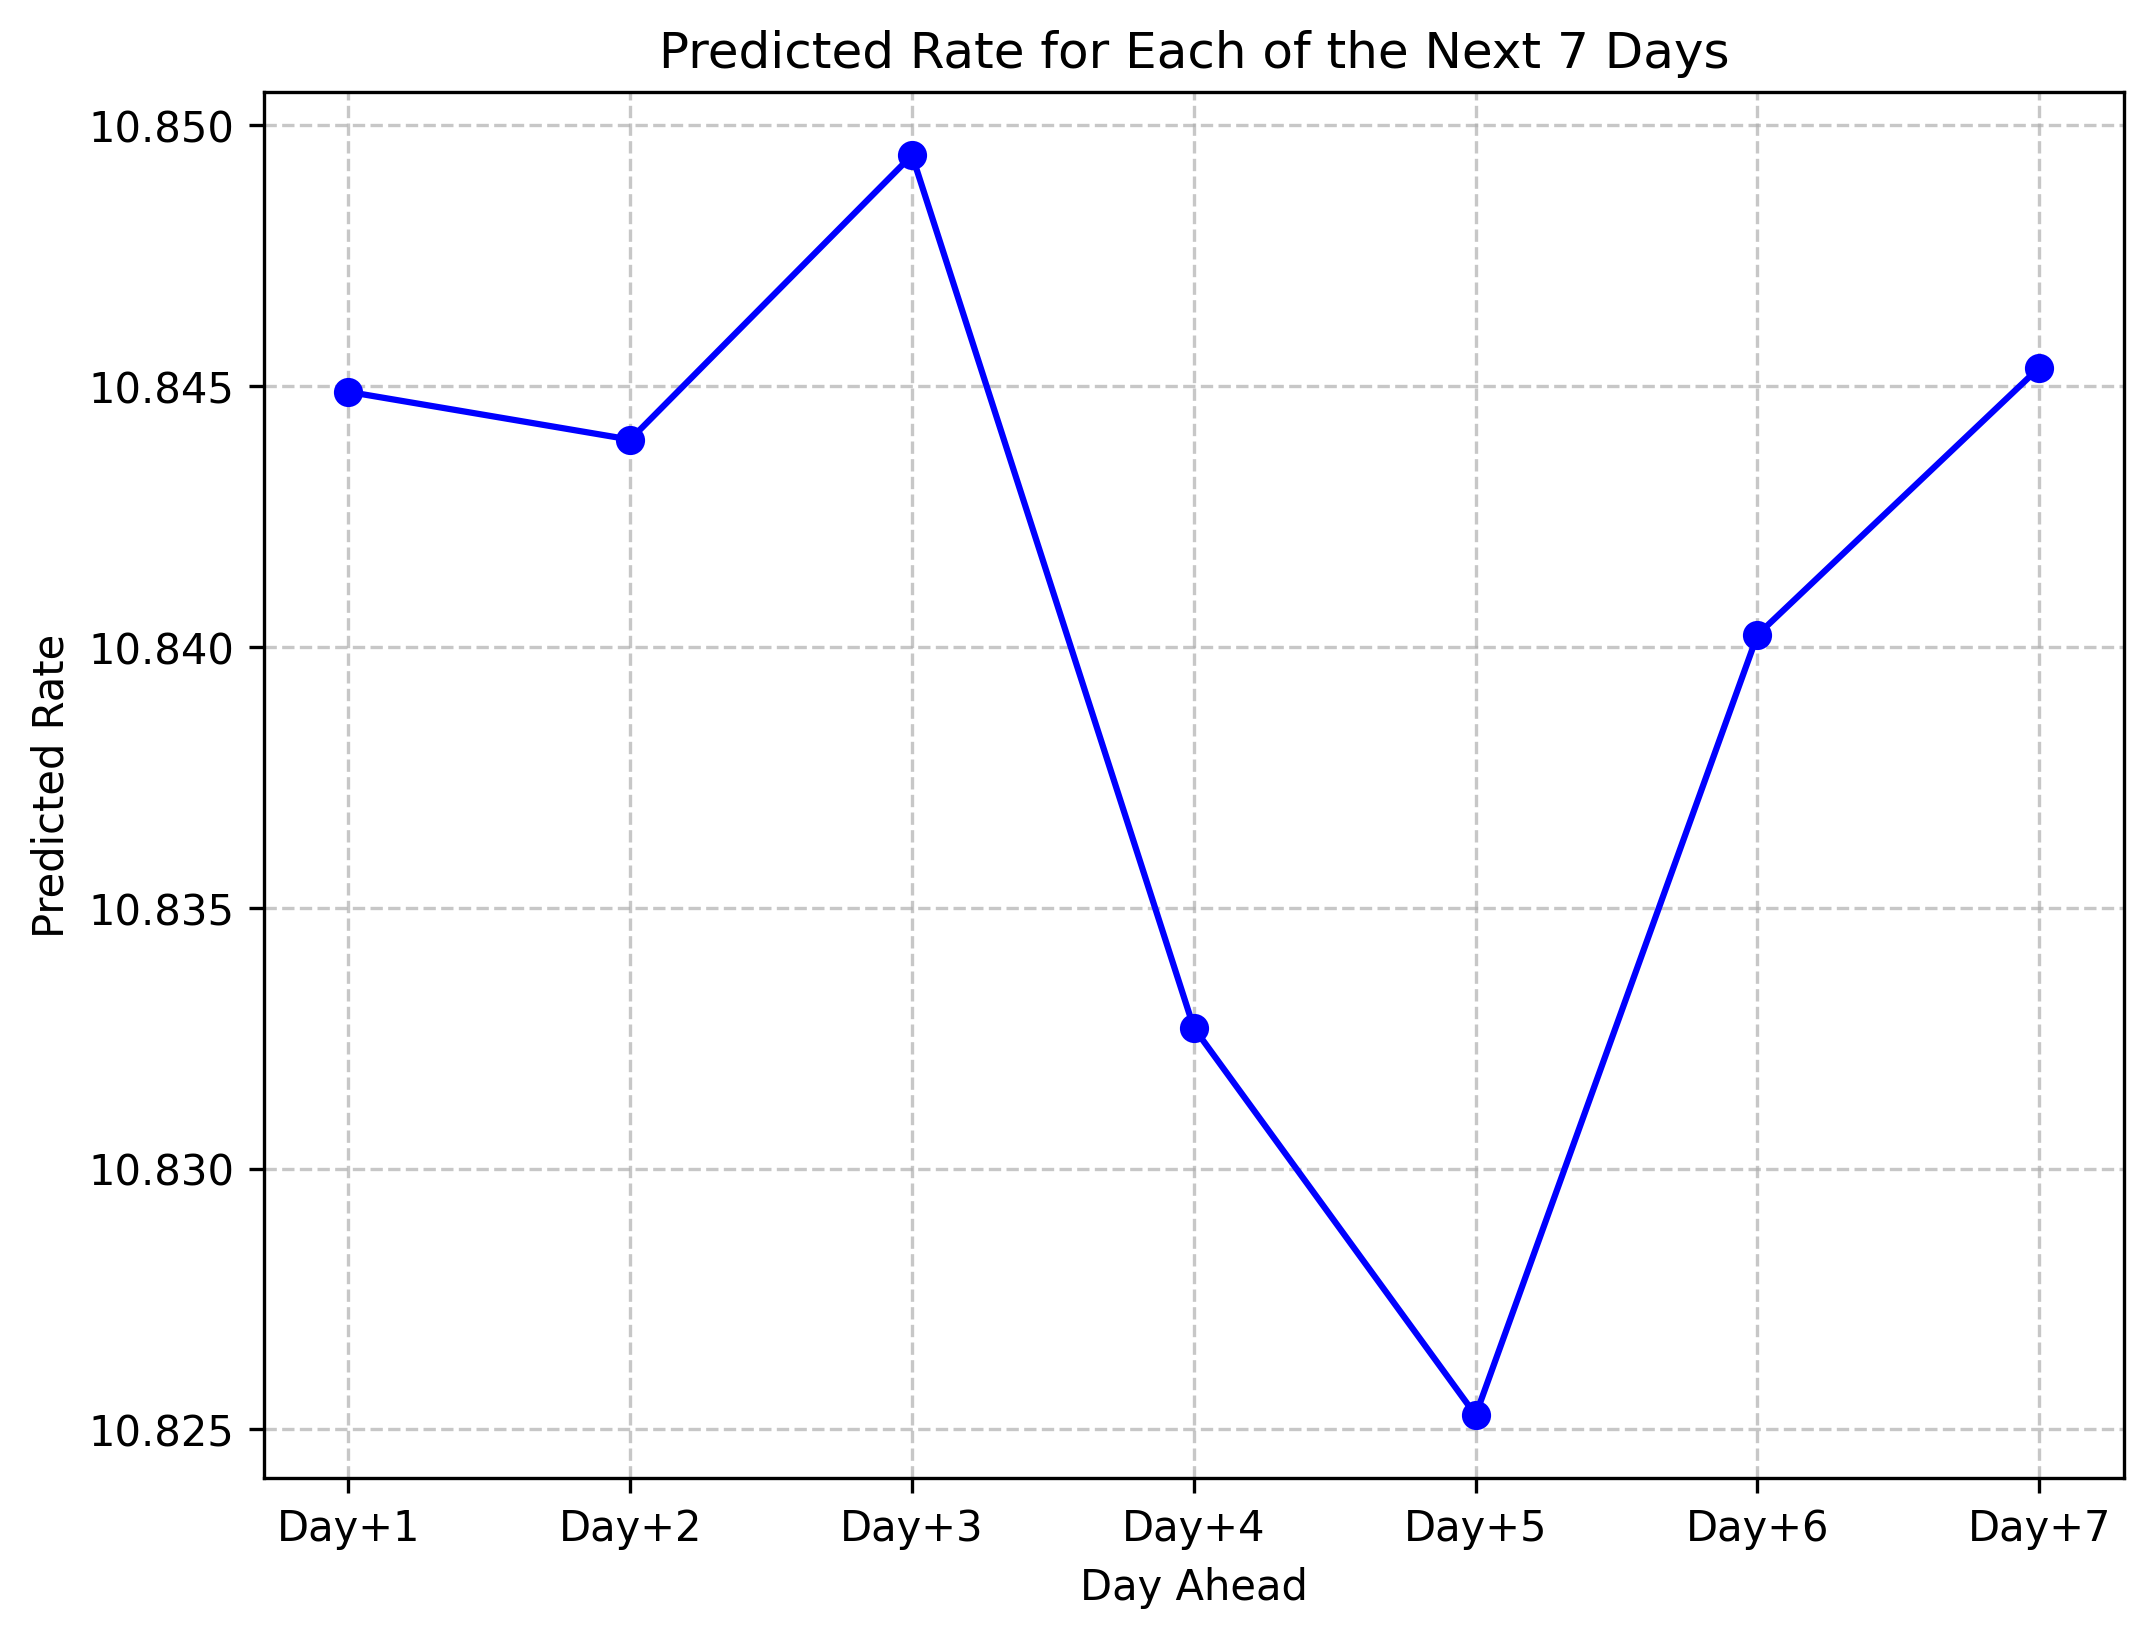 Predicted Rate for Each of the Next 7 Days
10.850
10.845
10.840
10.835
10.830
10.825
Predicted Rate
Day+1 Day+2 Day+3 Day+4 Day+5 Day+6 Day+7
Day Ahead